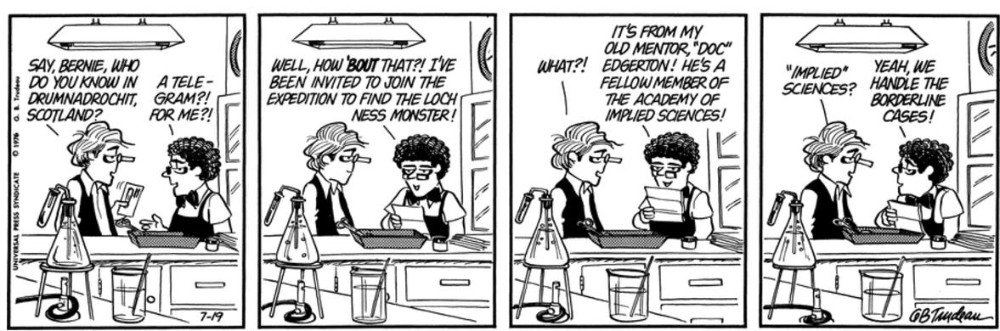 SAY, BERNIE, WHO
DO YOU KNOW IN
DRUMNADROCHIT,
SCOTLAND?
A TELE-
GRAM?!
FOR ME?!
UNIVERSAL PRESS SYNDICATE © 1976 G. B. Trudeau
7-19
WELL, HOW 'BOUT THAT?! I'VE
BEEN INVITED TO JOIN THE
EXPEDITION TO FIND THE LOCH
NESS MONSTER!
WHAT?!
IT'S FROM MY
OLD MENTOR, "DOC"
EDGERTON! HE'S A
FELLOW MEMBER OF
THE ACADEMY OF
IMPLIED SCIENCES!
"IMPLIED"
SCIENCES?
YEAH, WE
HANDLE THE
BORDERLINE
CASES!
GBTrudeau